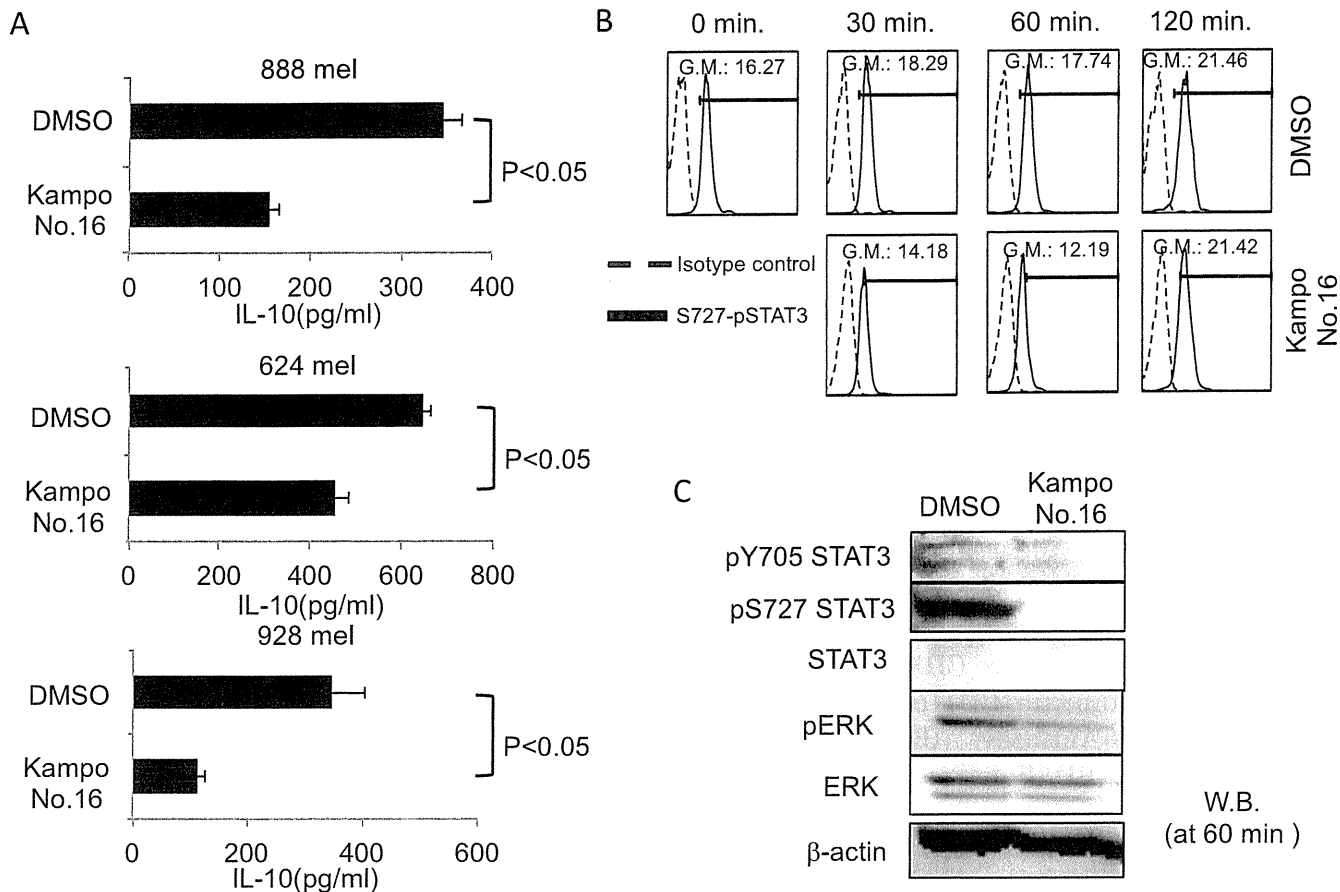 A
888 mel
DMSO
Kampo
No.16
P<0.05
0 100 200 300 400
IL-10(pg/ml)
624 mel
DMSO
Kampo
No.16
P<0.05
0 200 400 600 800
IL-10(pg/ml)
928 mel
DMSO
Kampo
No.16
P<0.05
0 200 400 600
IL-10(pg/ml)
B
0 min. 30 min. 60 min. 120 min.
G.M.: 16.27 G.M.: 18.29 G.M.: 17.74 G.M.: 21.46
DMSO
G.M.: 14.18 G.M.: 12.19 G.M.: 21.42
Kampo
No.16
Isotype control
S727-pSTAT3
C
DMSO
Kampo
No.16
pY705 STAT3
pS727 STAT3
STAT3
pERK
ERK
β-actin
W.B.
(at 60 min )